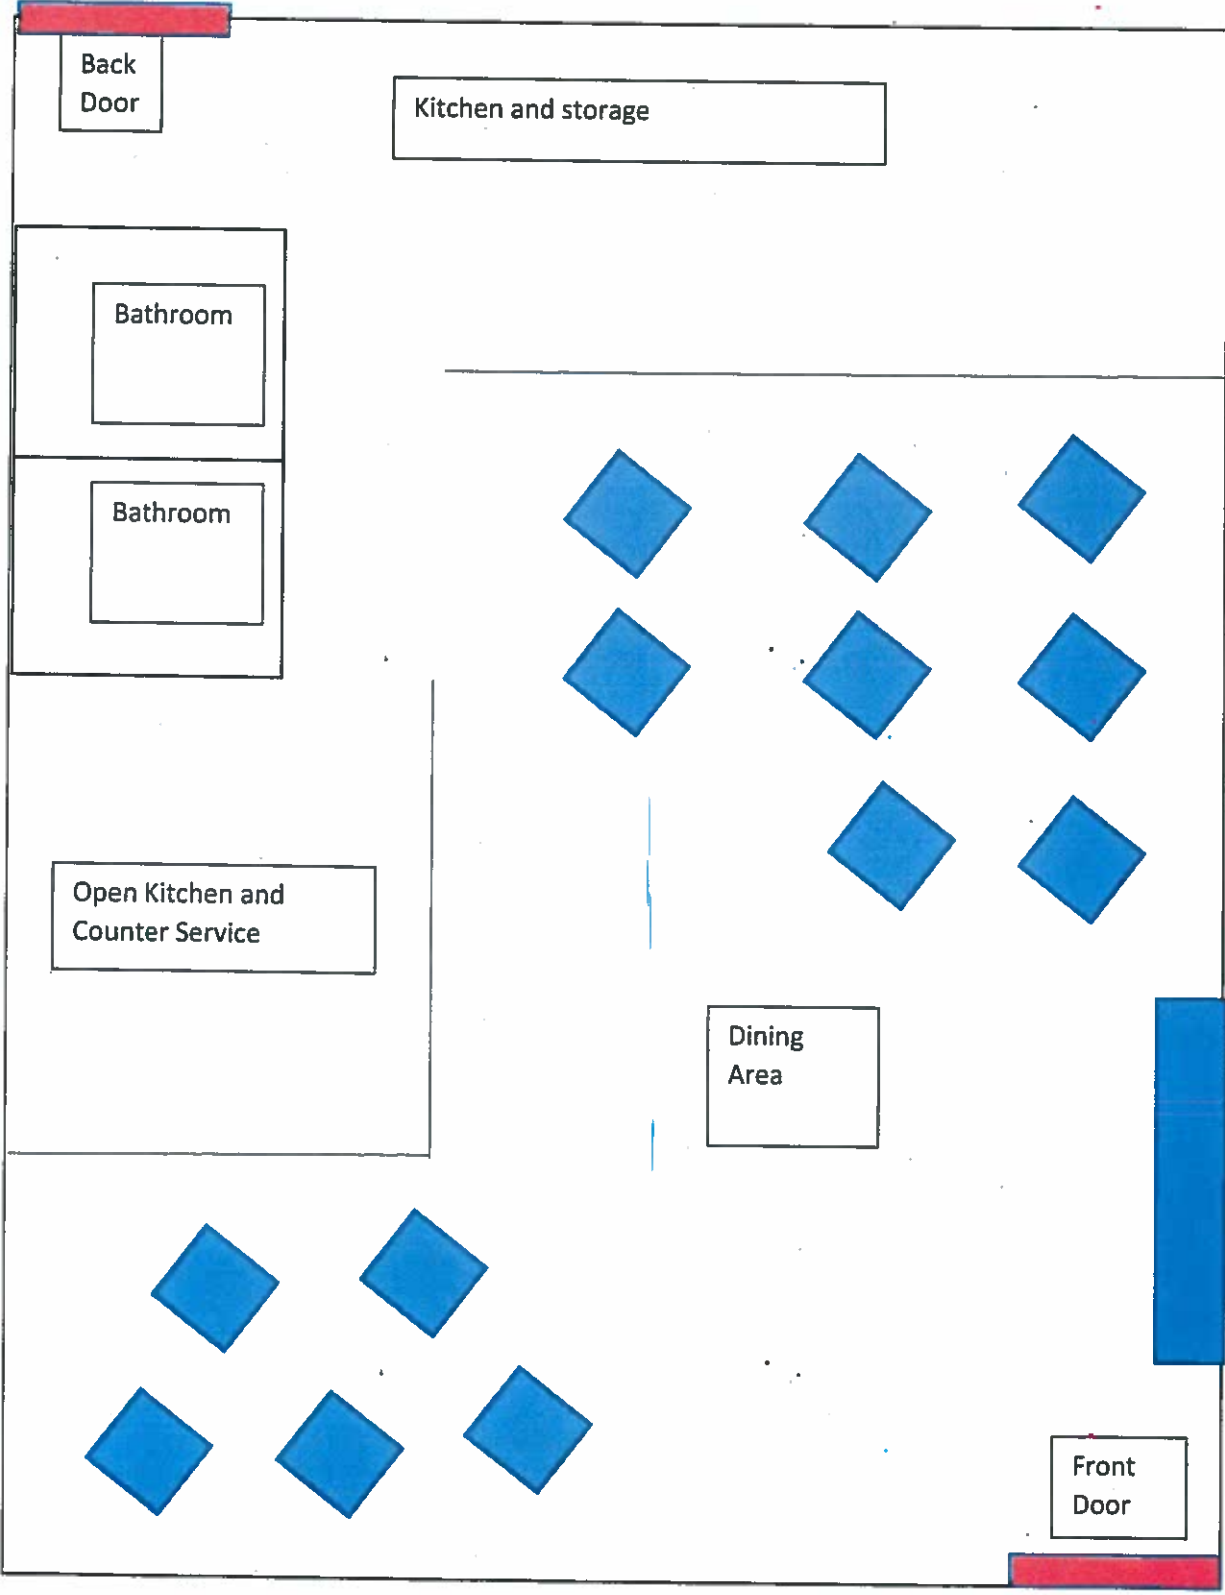 Back
Door
Kitchen and storage
Bathroom
Bathroom
Open Kitchen and
Counter Service
Dining
Area
Front
Door